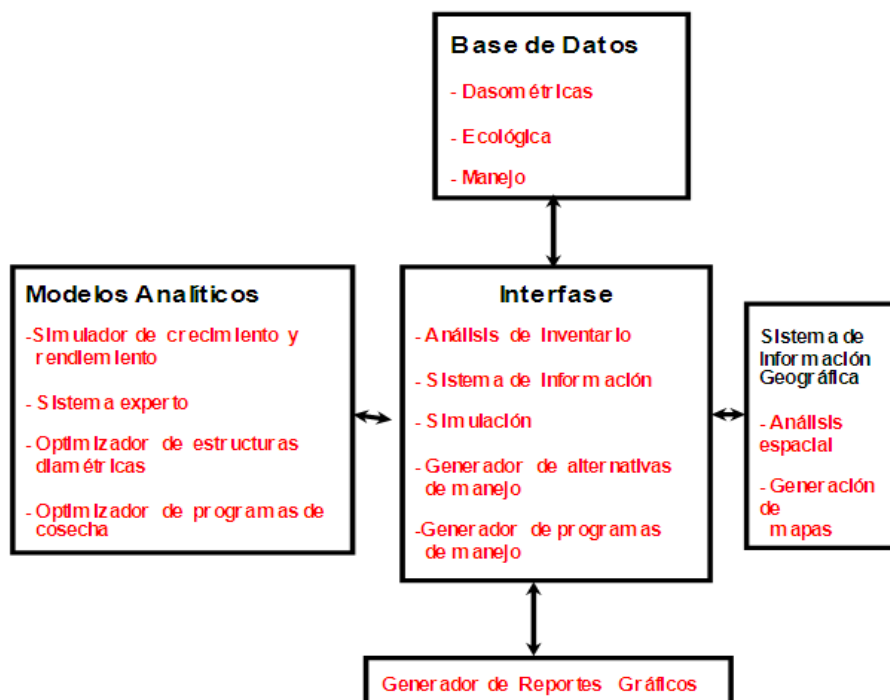 Base de Datos
- Dasométricas
- Ecológica
- Manejo
Modelos Analíticos
-Simulador de crecimiento y
rendiemiento
- Sistema experto
- Optimizador de estructuras
diamétricas
- Optimizador de programas de
cosecha
Interfase
- Análisis de Inventario
- Sistema de Información
- Simulación
- Generador de alternativas
de manejo
-Generador de programas
de manejo
Sistema de
Información
Geográfica
- Análisis
espacial
- Generación
de
mapas
Generador de Reportes Gráficos